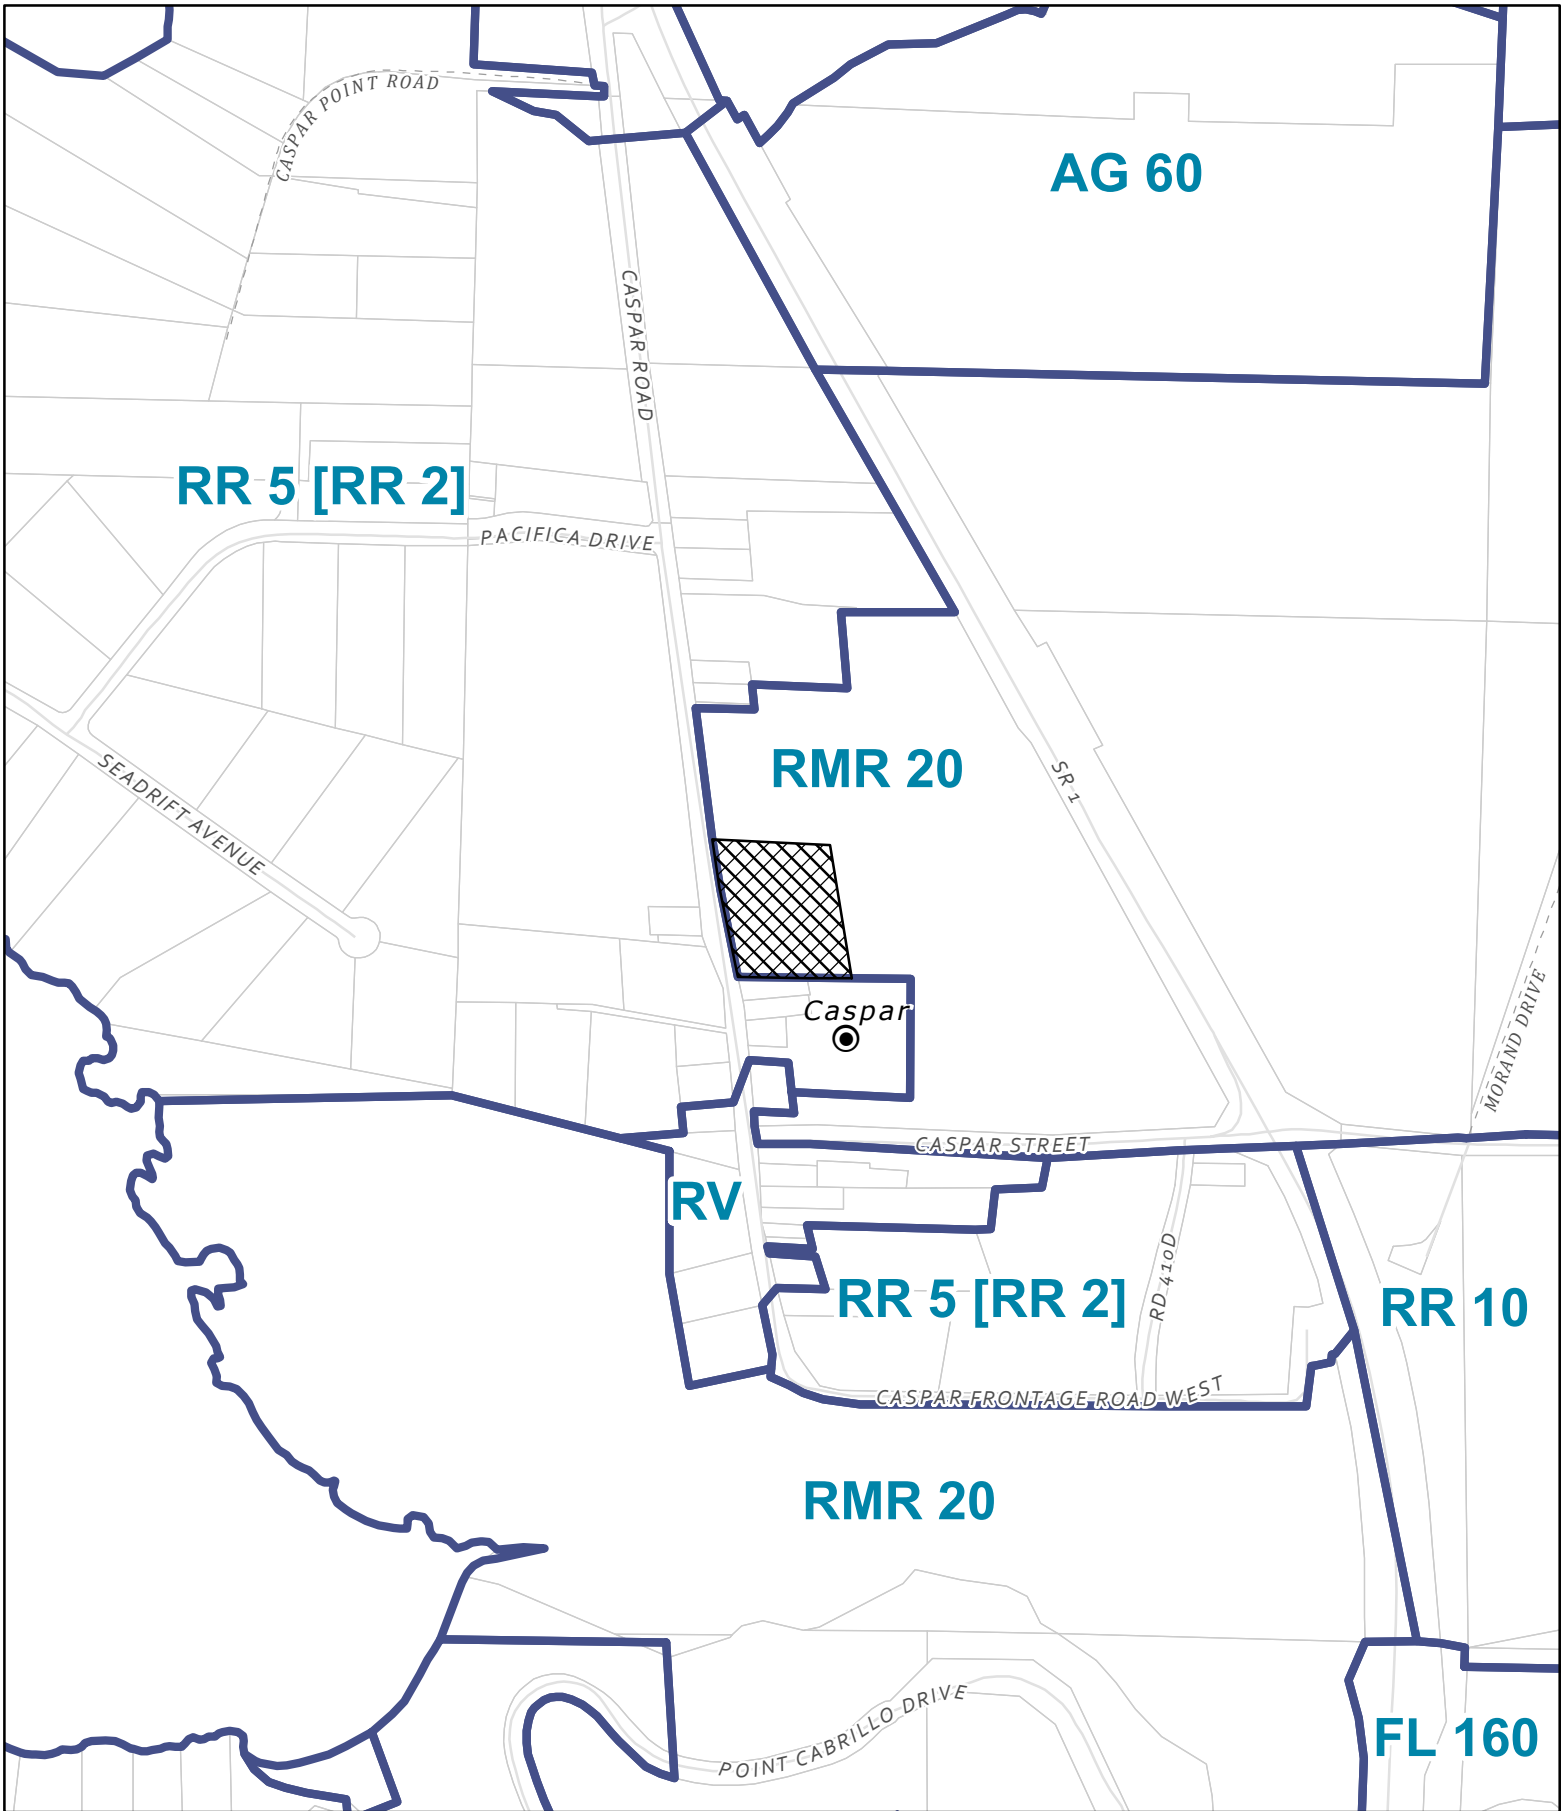 CASPAR POINT ROAD
AG 60
CASPAR ROAD
RR 5 [RR 2]
PACIFICA DRIVE
RMR 20
SR 1
SEADRIFT AVENUE
Caspar
MORAND DRIVE
CASPAR STREET
RV
RD 410D
RR 5 [RR 2]
RR 10
CASPAR FRONTAGE ROAD WEST
RMR 20
POINT CABRILLO DRIVE
FL 160